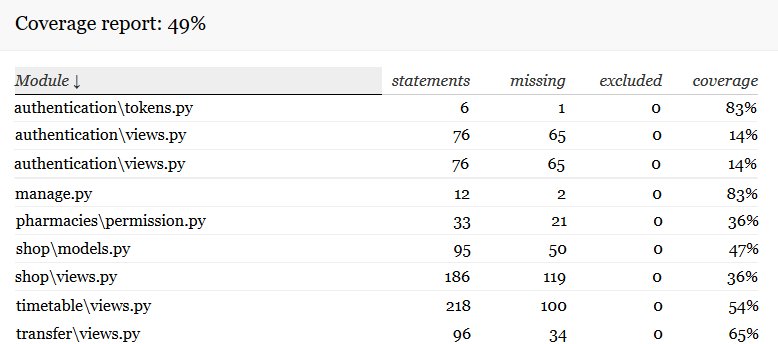 Coverage report: 49%
Module ↓ statements missing excluded coverage
authentication\tokens.py 6 1 0 83%
authentication\views.py 76 65 0 14%
authentication\views.py 76 65 0 14%
manage.py 12 2 0 83%
pharmacies\permission.py 33 21 0 36%
shop\models.py 95 50 0 47%
shop\views.py 186 119 0 36%
timetable\views.py 218 100 0 54%
transfer\views.py 96 34 0 65%